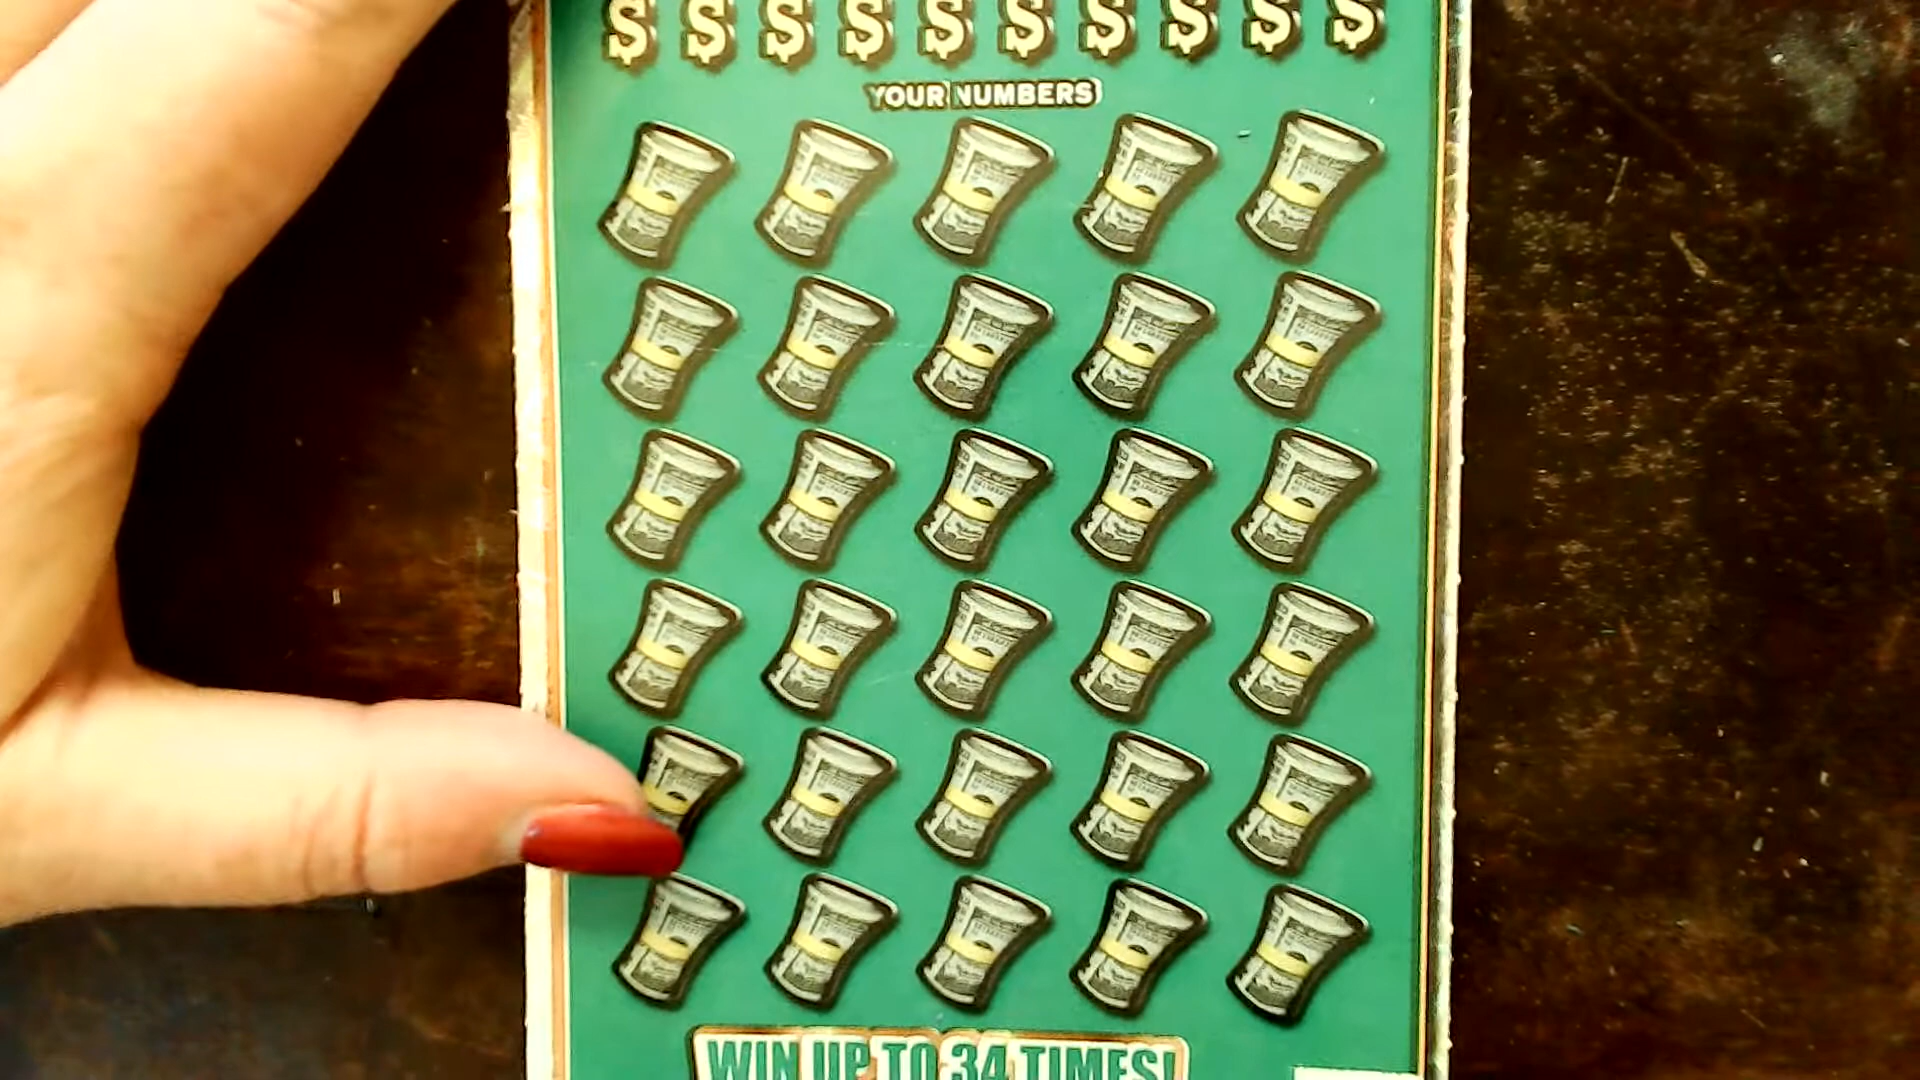 $ $ $ $ $ $ $ $ $ $
YOUR NUMBERS
WIN UP TO 34 TIMES!